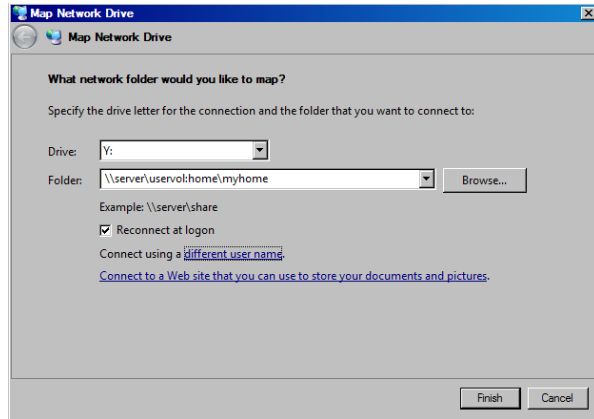 Map Network Drive
Map Network Drive
What network folder would you like to map?
Specify the drive letter for the connection and the folder that you want to connect to:
Drive: Y:
Folder: \\server\uservol:home\myhome Browse...
Example: \\server\share
Reconnect at logon
Connect using a different user name.
Connect to a Web site that you can use to store your documents and pictures.
Finish Cancel